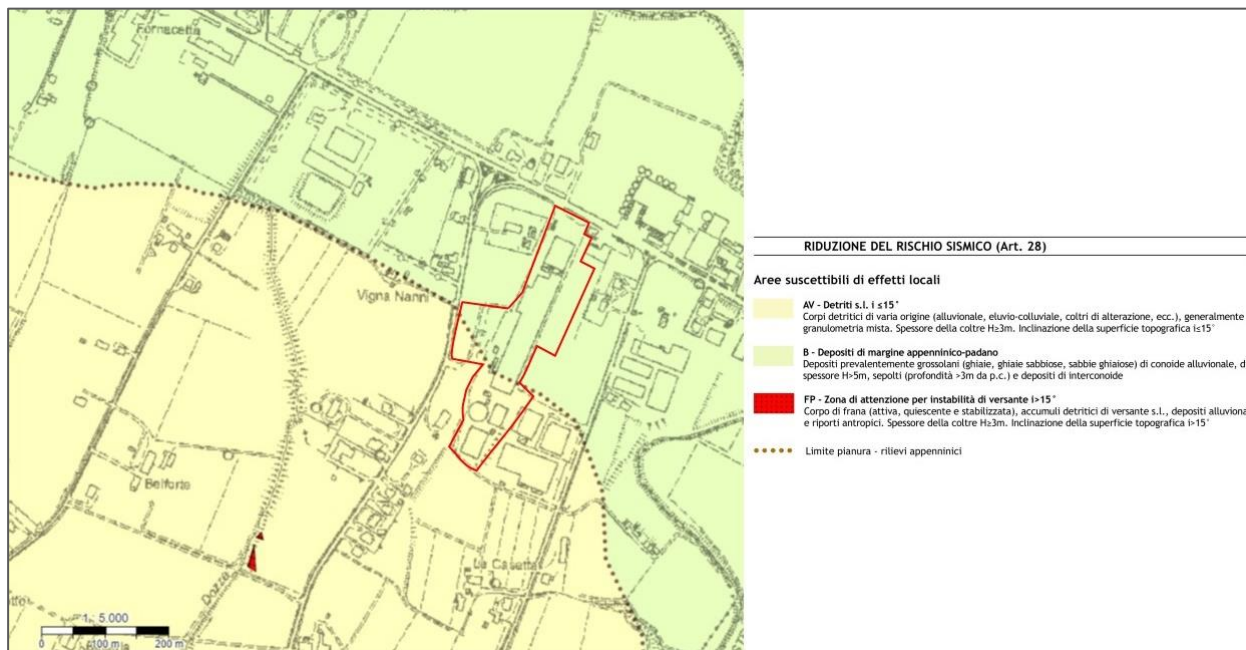 Fornacetta
Vigna Nanni
Belforte
La Casetta
Dozza
1: 5.000
0 100 m 200 m
RIDUZIONE DEL RISCHIO SISMICO (Art. 28)
Aree suscettibili di effetti locali
AV - Detriti s.l. i ≤15°
Corpi detritici di varia origine (alluvionale, eluvio-colluviale, coltri di alterazione, ecc.), generalmente
granulometria mista. Spessore della coltre H≥3m. Inclinazione della superficie topografica i≤15°
B - Depositi di margine appenninico-padano
Depositi prevalentemente grossolani (ghiaie, ghiaie sabbiose, sabbie ghiaiose) di conoide alluvionale, d
spessore H>5m, sepolti (profondità >3m da p.c.) e depositi di interconoide
FP - Zona di attenzione per instabilità di versante i>15°
Corpo di frana (attiva, quiescente e stabilizzata), accumuli detritici di versante s.l., depositi alluviona
e riporti antropici. Spessore della coltre H≥3m. Inclinazione della superficie topografica i>15°
Limite pianura - rilievi appenninici